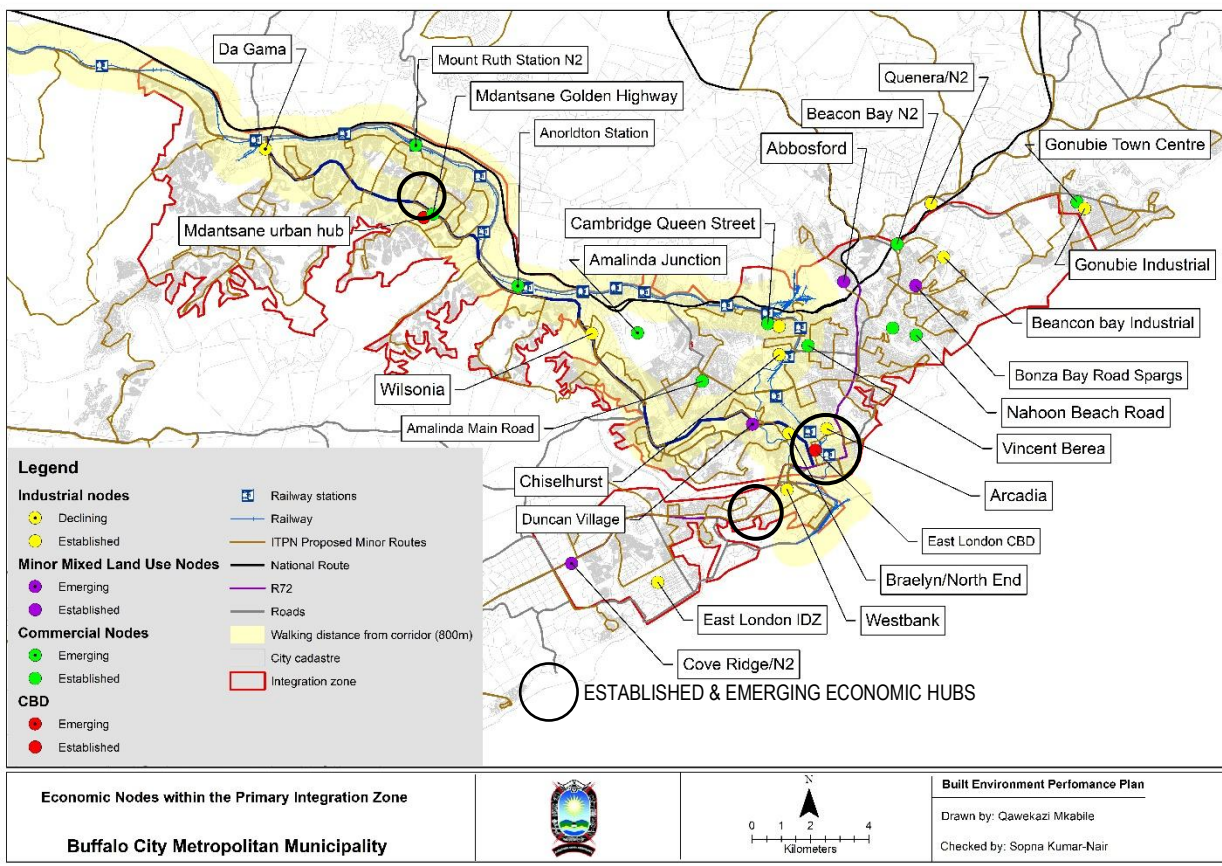 Da Gama
Mount Ruth Station N2
Mdantsane Golden Highway
Anorldton Station
Quenera/N2
Beacon Bay N2
Abbosford
Gonubie Town Centre
Cambridge Queen Street
Mdantsane urban hub
Amalinda Junction
Gonubie Industrial
Beancon bay Industrial
Wilsonia
Bonza Bay Road Spargs
Nahoon Beach Road
Amalinda Main Road
Vincent Berea
Chiselhurst
Arcadia
Duncan Village
East London CBD
Braelyn/North End
East London IDZ
Westbank
Cove Ridge/N2
ESTABLISHED & EMERGING ECONOMIC HUBS
Legend
Industrial nodes
Declining
Established
Minor Mixed Land Use Nodes
Emerging
Established
Commercial Nodes
Emerging
Established
CBD
Emerging
Established
Railway stations
Railway
ITPN Proposed Minor Routes
National Route
R72
Roads
Walking distance from corridor (800m)
City cadastre
Integration zone
Economic Nodes within the Primary Integration Zone
Buffalo City Metropolitan Municipality
N
0 1 2 4
Kilometers
Built Environment Perfomance Plan
Drawn by: Qawekazi Mkabile
Checked by: Sopna Kumar-Nair